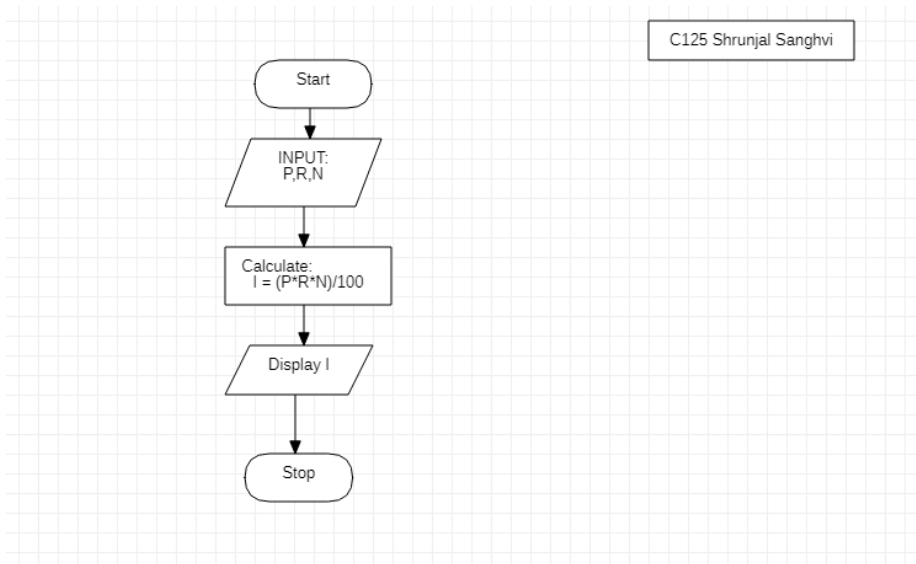 C125 Shrunjal Sanghvi
Start
INPUT:
P,R,N
Calculate:
I = (P*R*N)/100
Display I
Stop